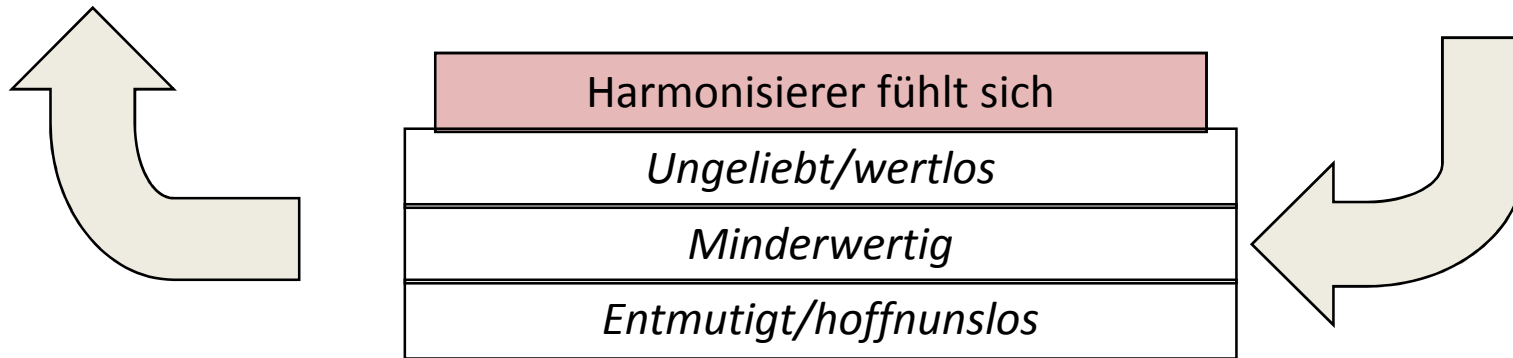 Harmonisierer fühlt sich
Ungeliebt/wertlos
Minderwertig
Entmutigt/hoffnunslos